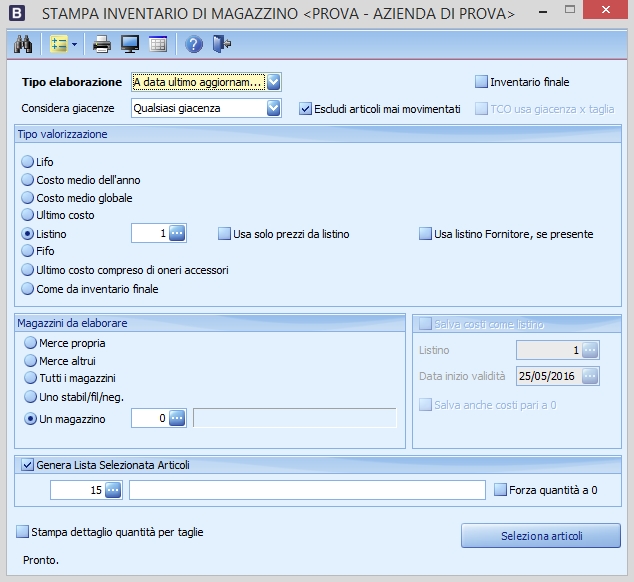 B STAMPA INVENTARIO DI MAGAZZINO <PROVA - AZIENDA DI PROVA>
Tipo elaborazione A data ultimo aggiornam... Inventario finale
Considera giacenze Qualsiasi giacenza Escludi articoli mai movimentati TCO usa giacenza x taglia
Tipo valorizzazione
Lifo
Costo medio dell'anno
Costo medio globale
Ultimo costo
Listino 1 ... Usa solo prezzi da listino Usa listino Fornitore, se presente
Fifo
Ultimo costo compreso di oneri accessori
Come da inventario finale
Magazzini da elaborare
Merce propria
Merce altrui
Tutti i magazzini
Uno stabil/fil/neg.
Un magazzino 0 ...
Salva costi come listino
Listino 1 ...
Data inizio validità 25/05/2016 ...
Salva anche costi pari a 0
Genera Lista Selezionata Articoli
15 ... Forza quantità a 0
Stampa dettaglio quantità per taglie Seleziona articoli
Pronto.